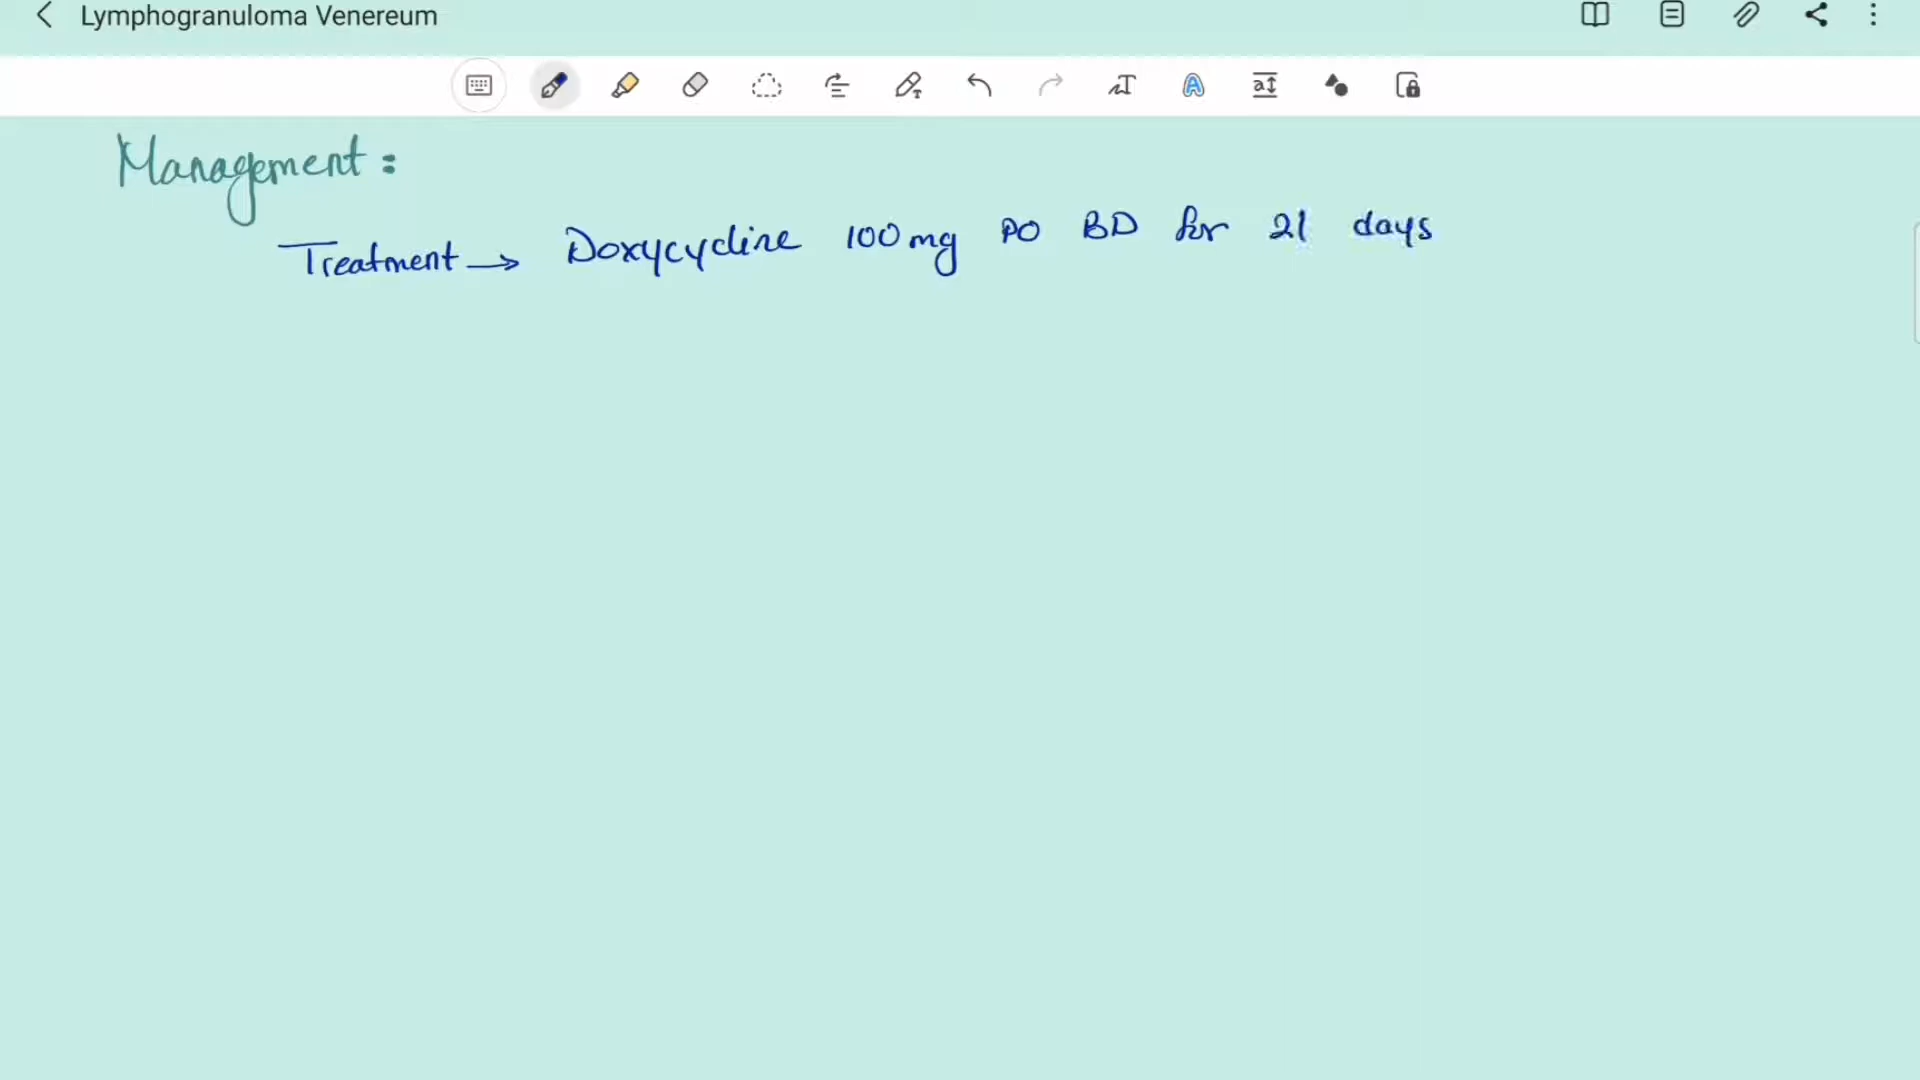 Lymphogranuloma Venereum
Management :
Treatment → Doxycycline 100 mg PO BD for 21 days